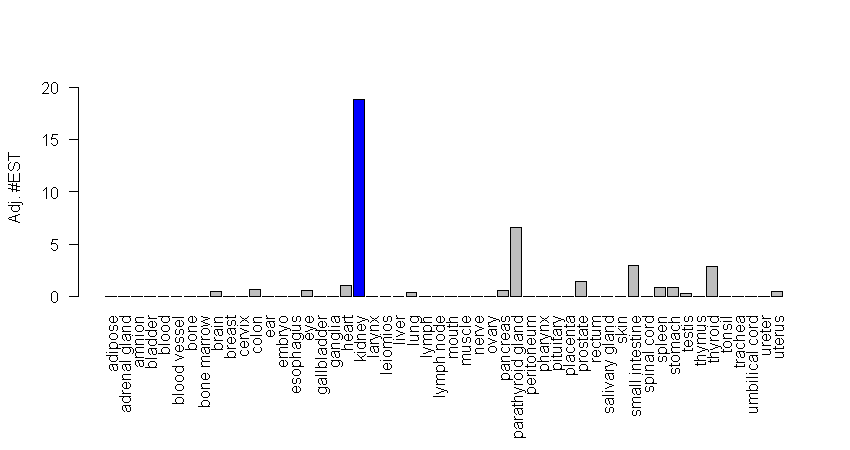 20
15
10
5
0
Adj. #EST
adipose
adrenal gland
amnion
bladder
blood
blood vessel
bone
bone marrow
brain
breast
cervix
colon
ear
embryo
esophagus
eye
gallbladder
ganglia
heart
kidney
larynx
leiomios
liver
lung
lymph
lymph node
mouth
muscle
nerve
ovary
pancreas
parathyroid gland
peritoneum
pharynx
pituitary
placenta
prostate
rectum
salivary gland
skin
small intestine
spinal cord
spleen
stomach
testis
thymus
thyroid
tonsil
trachea
umbilical cord
ureter
uterus